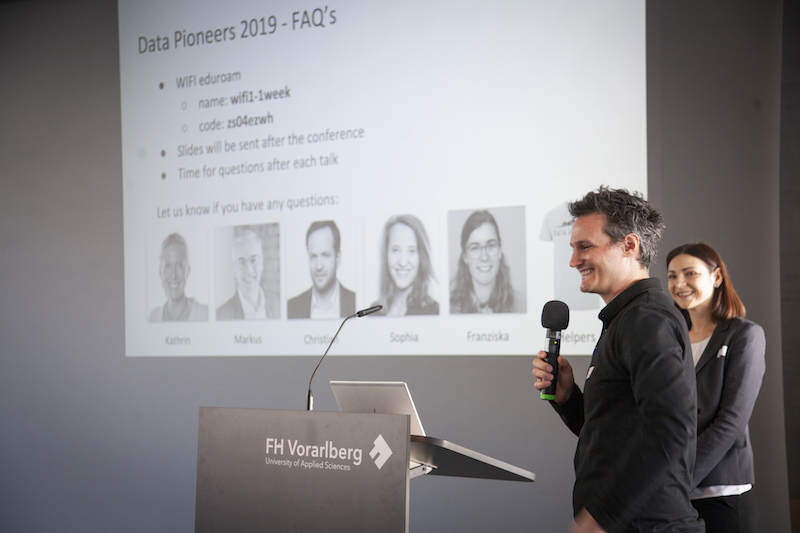 Data Pioneers 2019 - FAQ's
WIFI eduroam
name: wifi1-1week
code: zs04ezwh
Slides will be sent after the conference
Time for questions after each talk
Let us know if you have any questions:
Kathrin Markus Christian Sophia Franziska Helpers
FH Vorarlberg
University of Applied Sciences